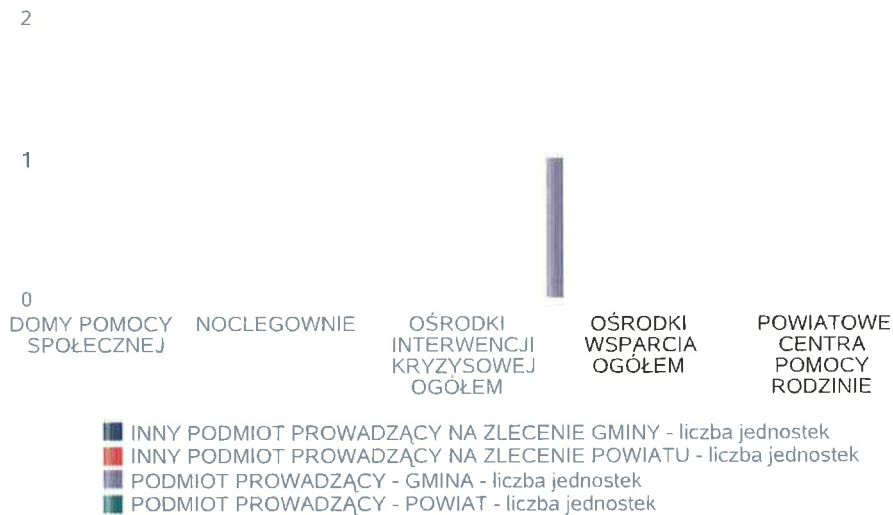 2
1
0
DOMY POMOCY
SPOŁECZNEJ
NOCLEGOWNIE
OŚRODKI
INTERWENCJI
KRYZYSOWEJ
OGÓŁEM
OŚRODKI
WSPARCIA
OGÓŁEM
POWIATOWE
CENTRA
POMOCY
RODZINIE
INNY PODMIOT PROWADZĄCY NA ZLECENIE GMINY - liczba jednostek
INNY PODMIOT PROWADZĄCY NA ZLECENIE POWIATU - liczba jednostek
PODMIOT PROWADZĄCY - GMINA - liczba jednostek
PODMIOT PROWADZĄCY - POWIAT - liczba jednostek